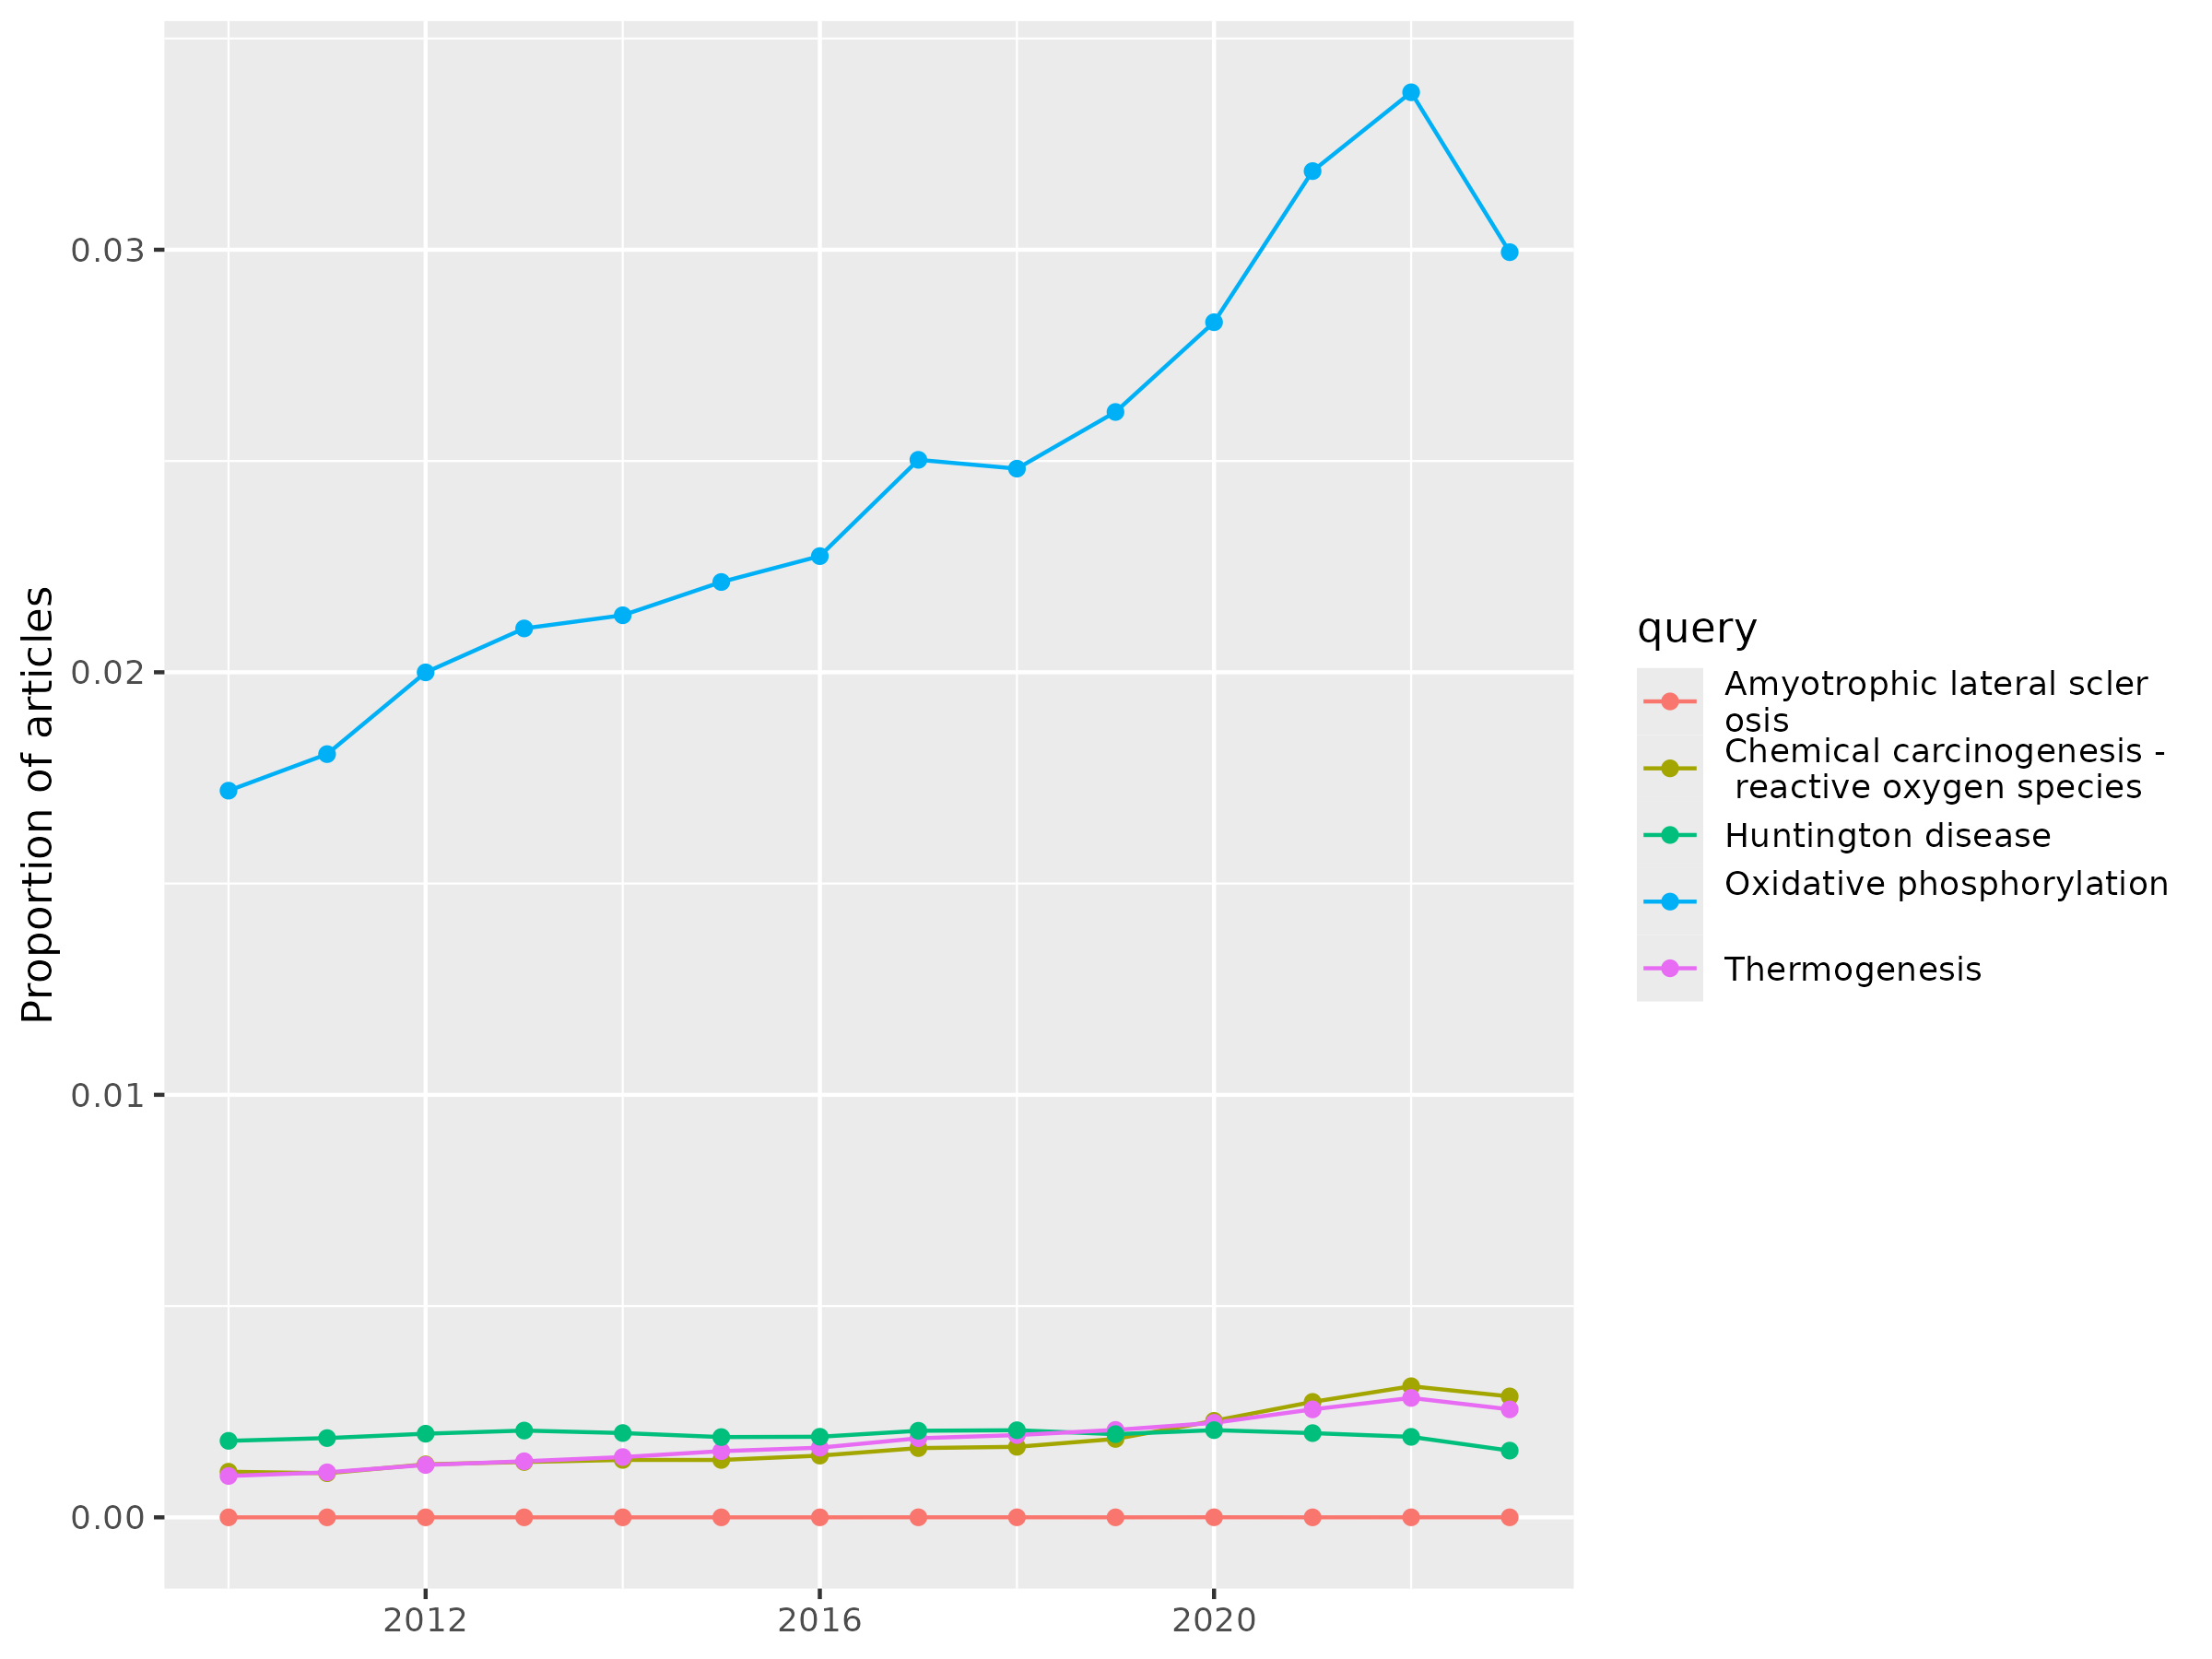 Proportion of articles
0.03
0.02
0.01
0.00
2012
2016
2020
query
Amyotrophic lateral scler
osis
Chemical carcinogenesis -
reactive oxygen species
Huntington disease
Oxidative phosphorylation
Thermogenesis